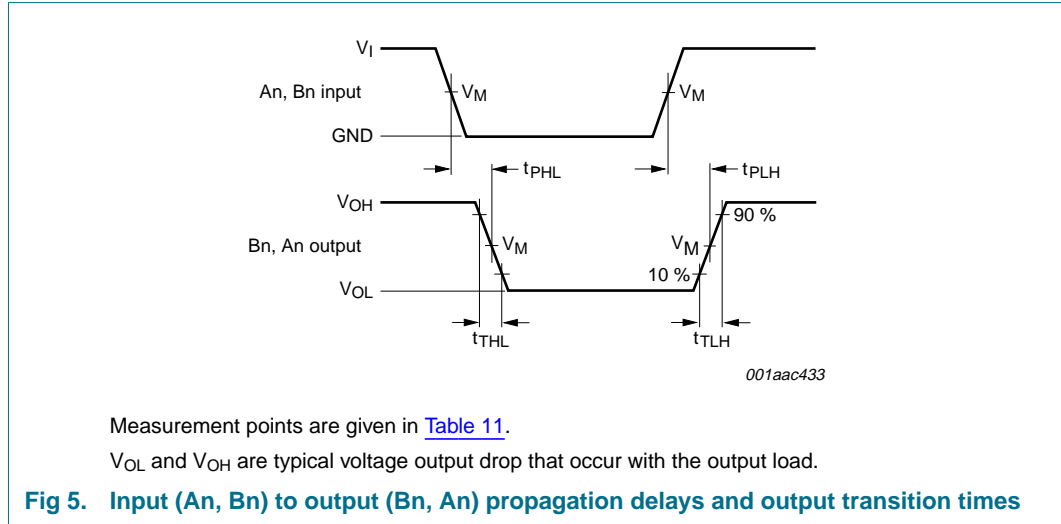 VI
An, Bn input
VM
VM
GND
tPHL
tPLH
VOH
90 %
Bn, An output
VM
VM
10 %
VOL
tTHL
tTLH
001aac433
Measurement points are given in Table 11.
VOL and VOH are typical voltage output drop that occur with the output load.
Fig 5. Input (An, Bn) to output (Bn, An) propagation delays and output transition times